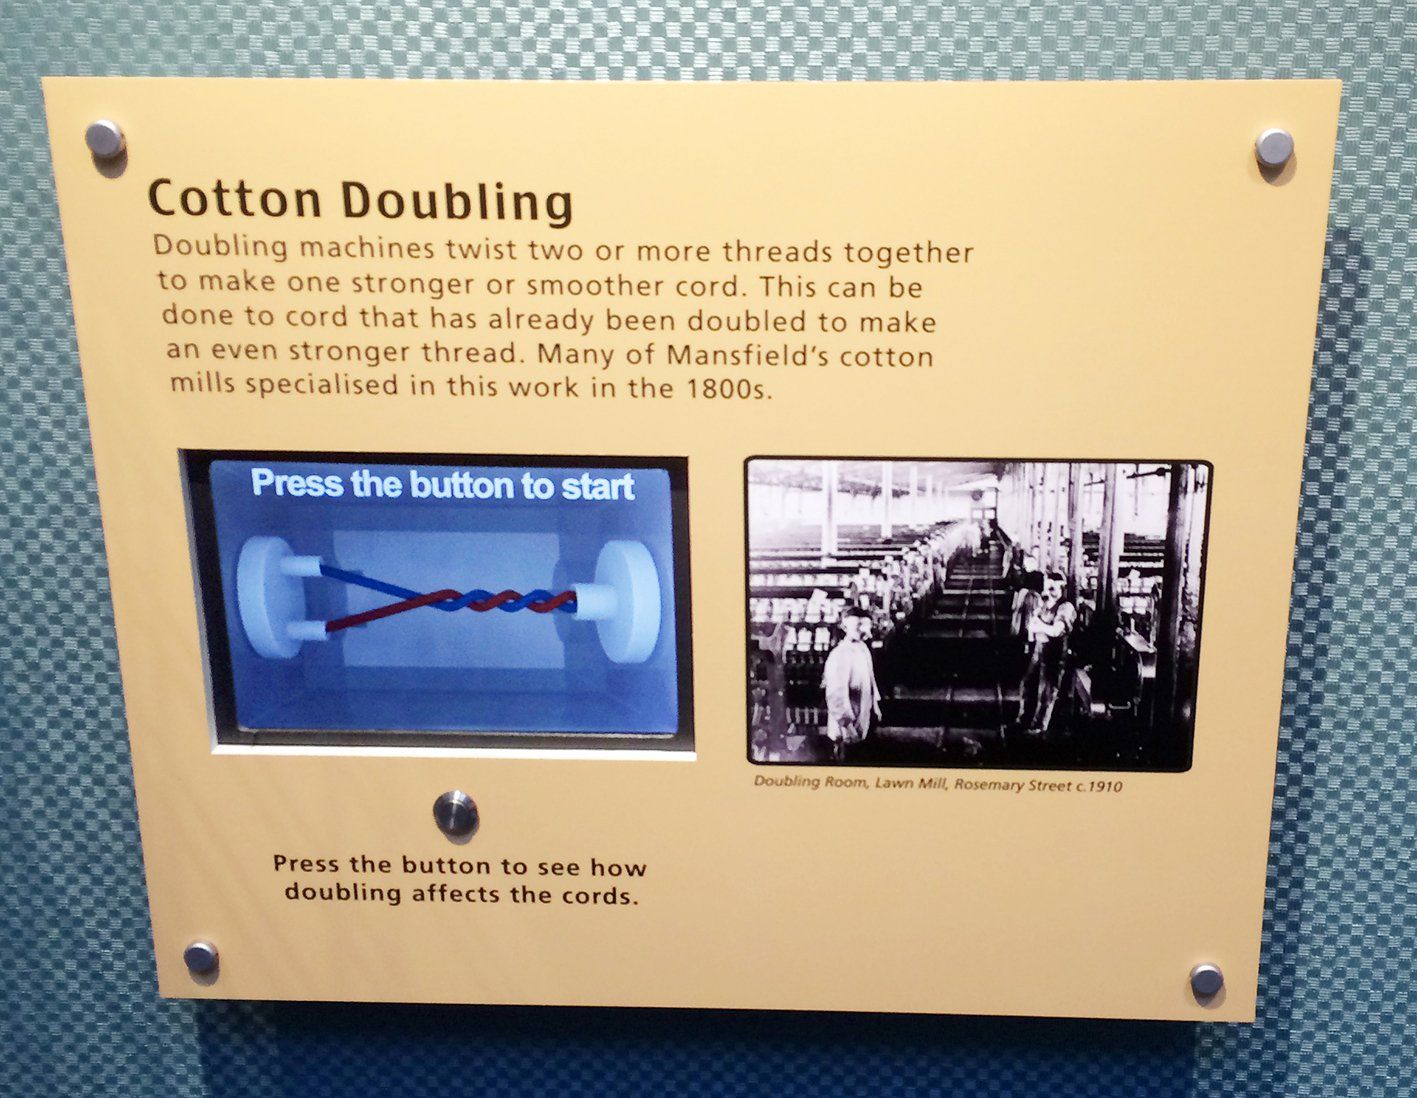 Cotton Doubling
Doubling machines twist two or more threads together
to make one stronger or smoother cord. This can be
done to cord that has already been doubled to make
an even stronger thread. Many of Mansfield's cotton
mills specialised in this work in the 1800s.
Press the button to start
Doubling Room, Lawn Mill, Rosemary Street c.1910
Press the button to see how
doubling affects the cords.